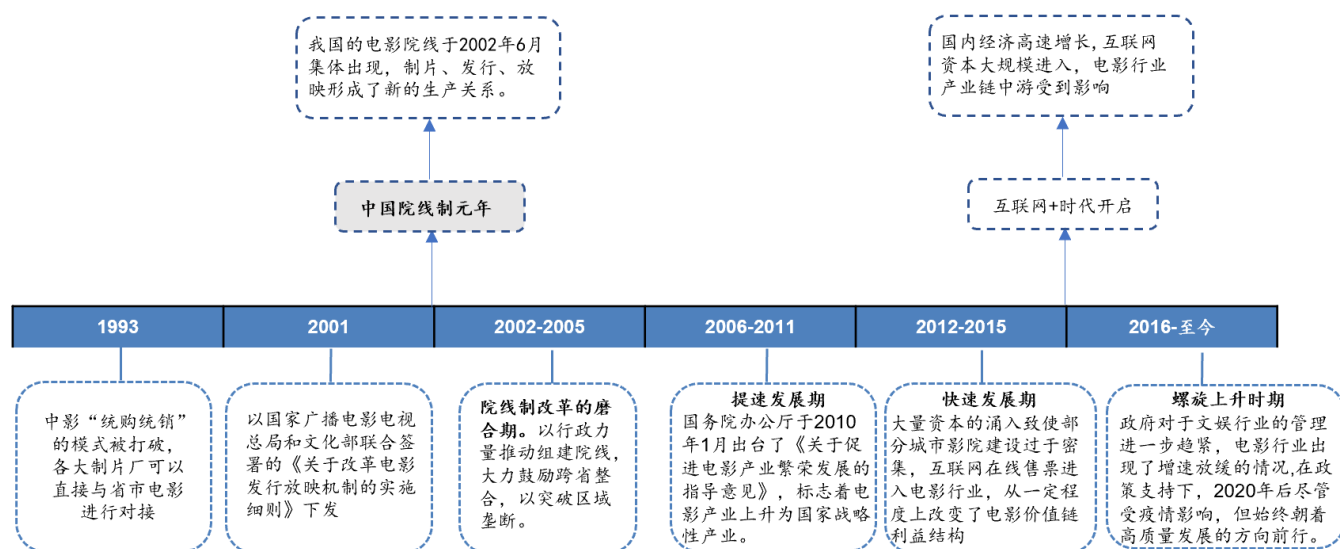 我国的电影院线于2002年6月
集体出现，制片、发行、放
映形成了新的生产关系。
国内经济高速增长,互联网
资本大规模进入，电影行业
产业链中游受到影响
中国院线制元年
互联网+时代开启
1993
2001
2002-2005
2006-2011
2012-2015
2016-至今
中影“统购统销”
的模式被打破，
各大制片厂可以
直接与省市电影
进行对接
以国家广播电影电视
总局和文化部联合签
署的《关于改革电影
发行放映机制的实施
细则》下发
院线制改革的磨
合期。以行政力
量推动组建院线，
大力鼓励跨省整
合，以突破区域
垄断。
提速发展期
国务院办公厅于2010
年1月出台了《关于促
进电影产业繁荣发展的
指导意见》，标志着电
影产业上升为国家战略
性产业。
快速发展期
大量资本的涌入致使部
分城市影院建设过于密
集，互联网在线售票进
入电影行业，从一定程
度上改变了电影价值链
利益结构
螺旋上升时期
政府对于文娱行业的管理
进一步趋紧，电影行业出
现了增速放缓的情况,在政
策支持下，2020年后尽管
受疫情影响，但始终朝着
高质量发展的方向前行。